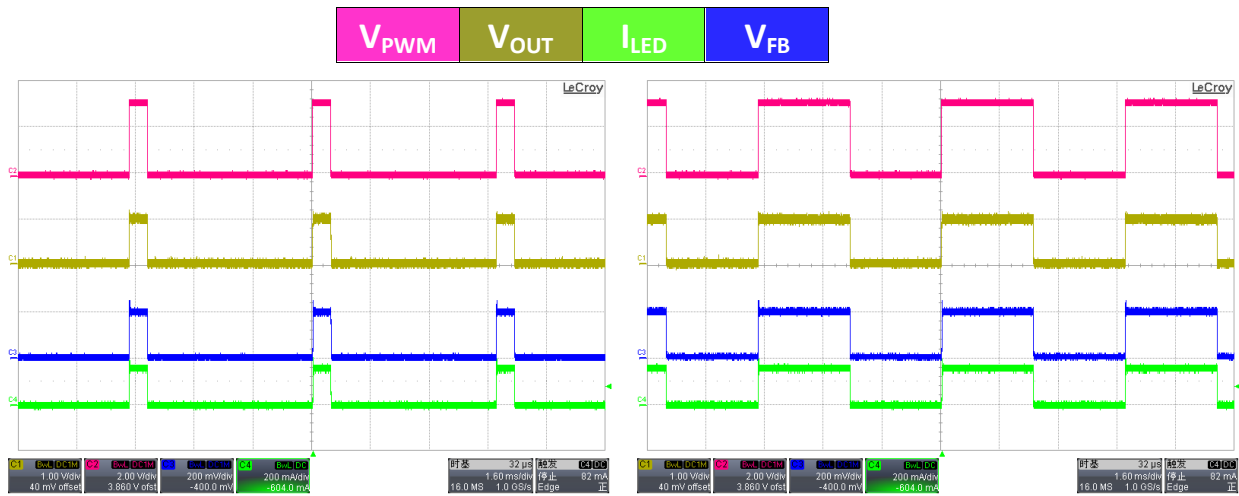 VPWM VOUT ILED VFB
LeCroy
C2
C1
C3
C4
C1 BwL DC1M C2 BwL DC1M BwL DC1M C4 BwL DC
1.00 V/div 2.00 V/div 200 mV/div 200 mA/div
40 mV offset 3.860 V ofst -400.0 mV -604.0 mA
时基 32 µs 触发 C4 DC
1.60 ms/div 停止 82 mA
16.0 MS 1.0 GS/s Edge 正
LeCroy
C2
C1
C3
C4
C1 BwL DC1M C2 BwL DC1M BwL DC1M C4 BwL DC
1.00 V/div 2.00 V/div 200 mV/div 200 mA/div
40 mV offset 3.860 V ofst -400.0 mV -604.0 mA
时基 32 µs 触发 C4 DC
1.60 ms/div 停止 82 mA
16.0 MS 1.0 GS/s Edge 正